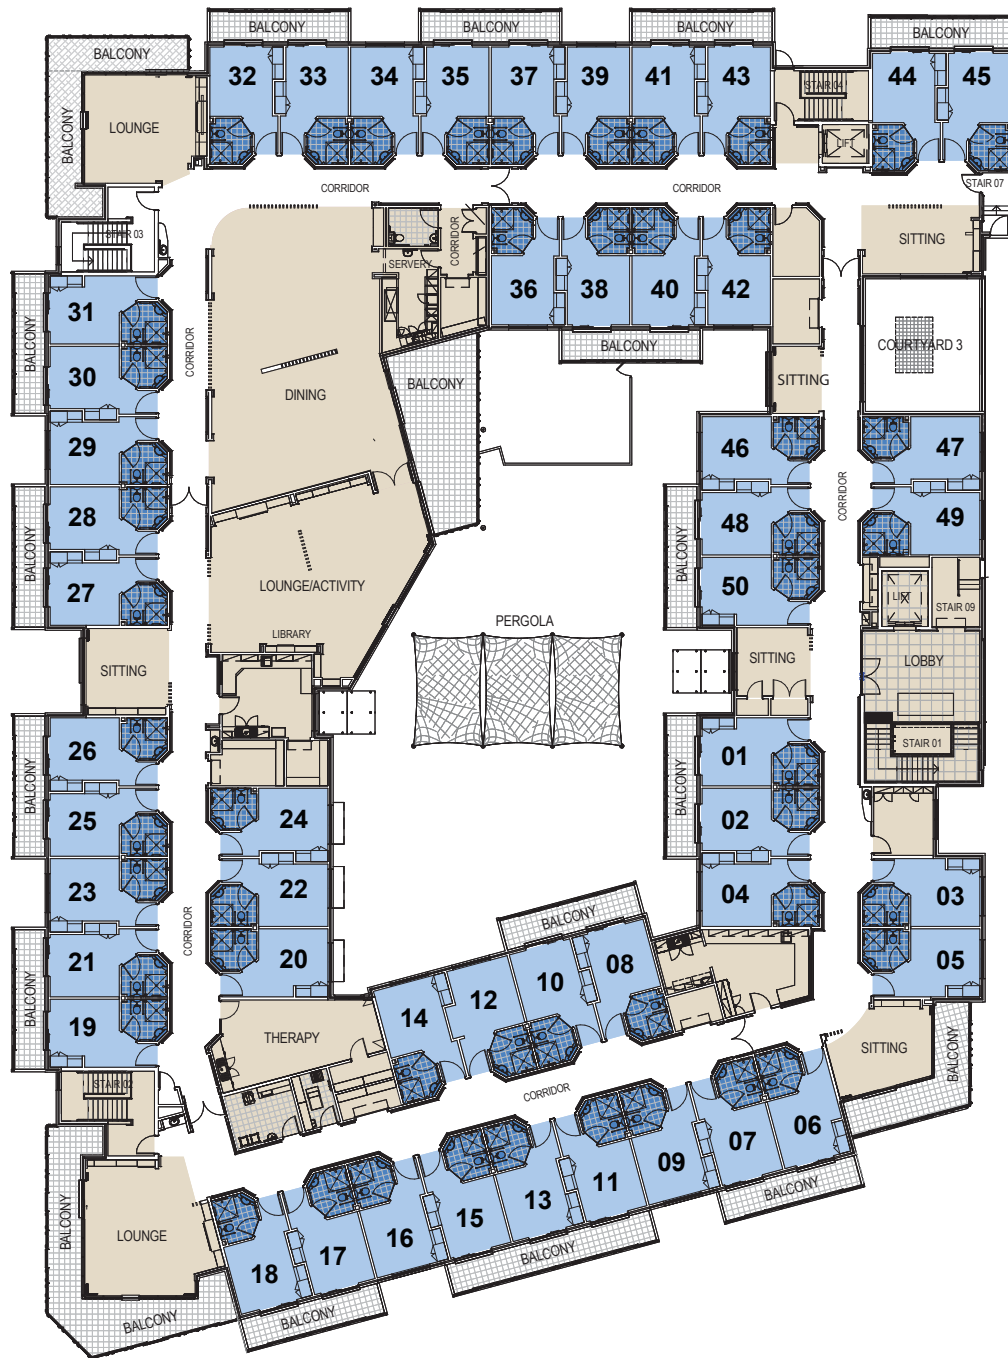 BALCONY
BALCONY
BALCONY
BALCONY
BALCONY
32
33
34
35
37
39
41
43
44
45
STAIR 04
LIFT
LOUNGE
BALCONY
CORRIDOR
CORRIDOR
STAIR 07
STAIR 03
SERVERY
CORRIDOR
SITTING
36
38
40
42
31
BALCONY
CORRIDOR
30
BALCONY
BALCONY
COURTYARD 3
SITTING
DINING
29
46
47
28
BALCONY
CORRIDOR
48
49
BALCONY
27
LOUNGE/ACTIVITY
50
LIFT
STAIR 09
LIBRARY
PERGOLA
SITTING
SITTING
LOBBY
26
BALCONY
01
STAIR 01
25
24
02
BALCONY
23
22
04
03
21
CORRIDOR
20
BALCONY
08
05
BALCONY
19
14
12
10
THERAPY
SITTING
BALCONY
STAIR 02
CORRIDOR
06
07
09
11
13
15
16
17
18
LOUNGE
BALCONY
BALCONY
BALCONY
BALCONY
BALCONY